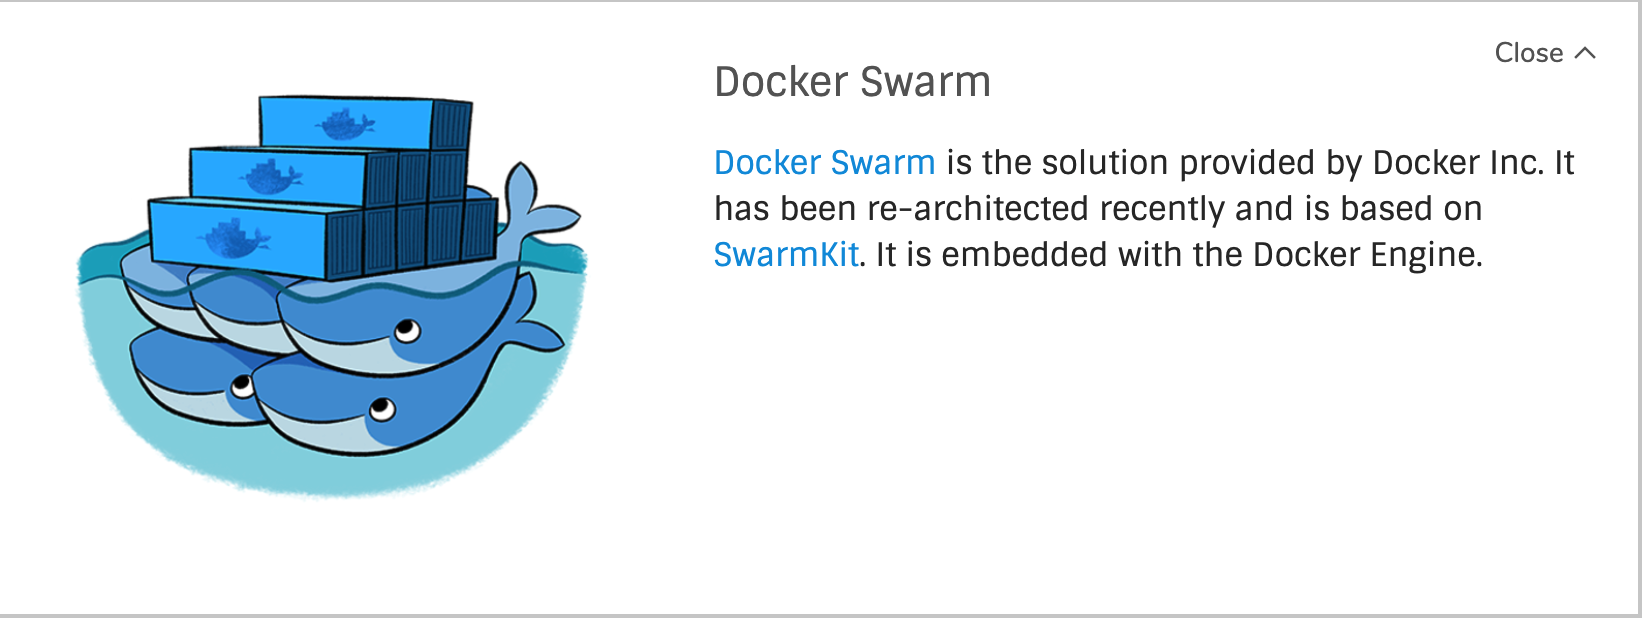 Close
Docker Swarm
Docker Swarm is the solution provided by Docker Inc. It
has been re-architected recently and is based on
SwarmKit. It is embedded with the Docker Engine.